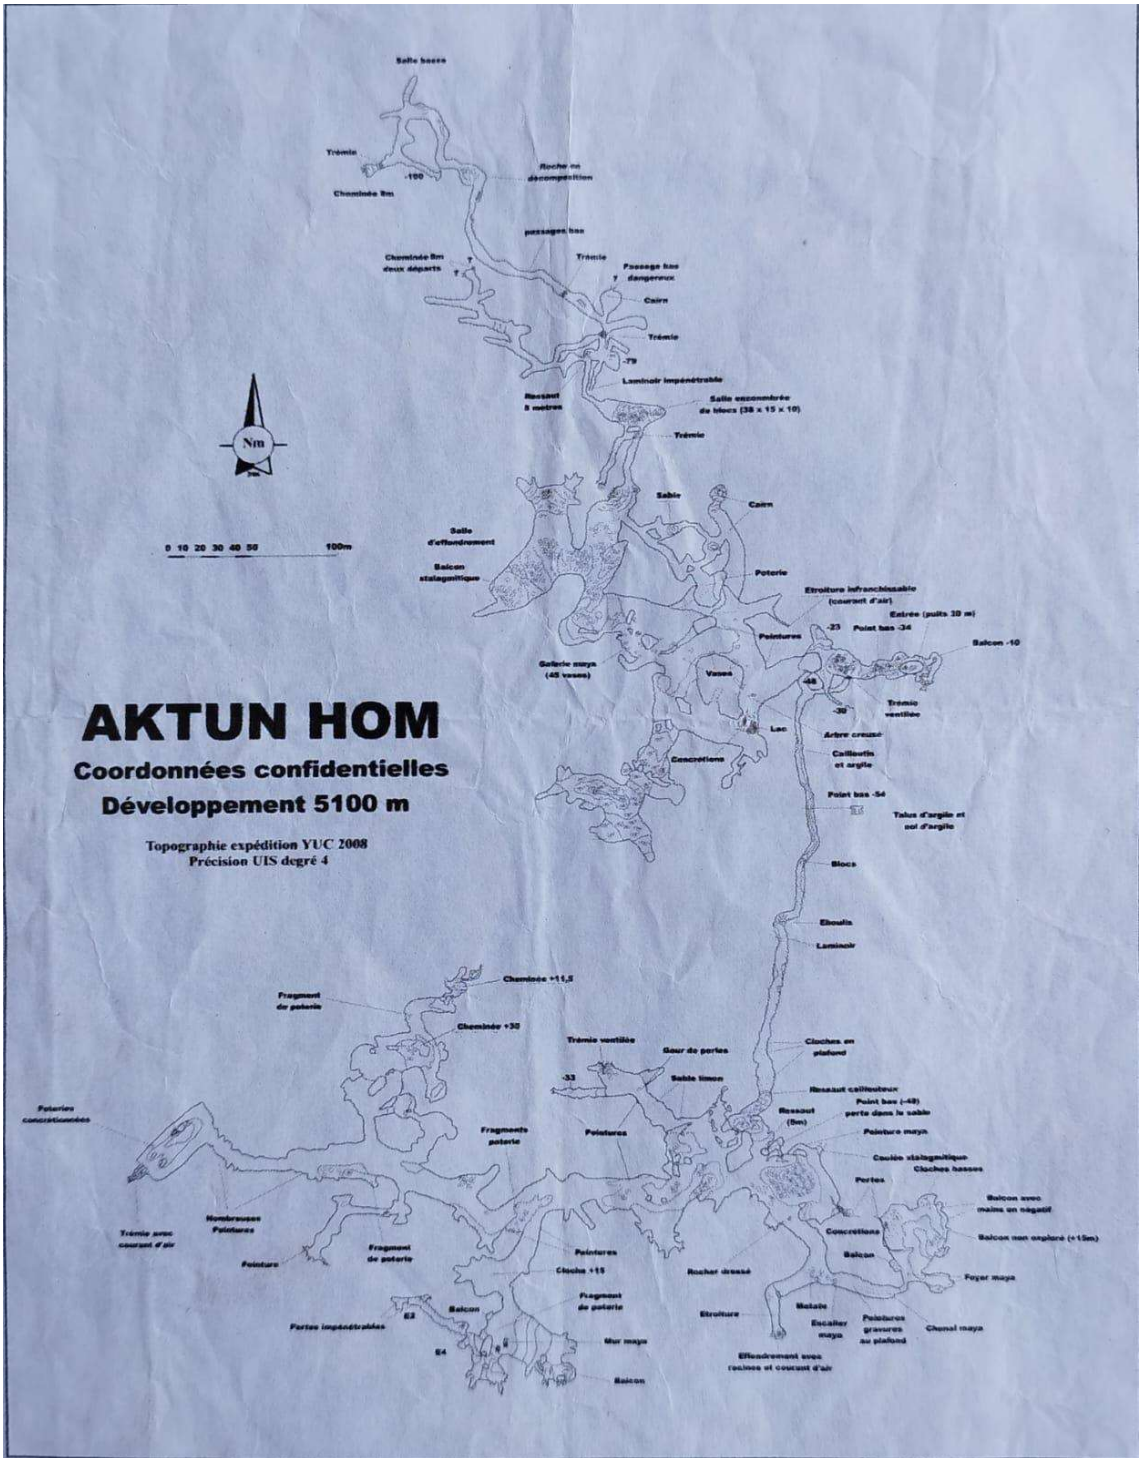 Salle basse
Trémie
-100
Cheminée 8m
Roche en
décomposition
passages bas
Cheminée 8m
deux départs
?
?
Trémie
Passage bas
? dangereux
Cairn
Trémie
-79
Laminoir impénétrable
Ressaut
8 metres
Salle encombrée
de blocs (38 x 15 x 10)
Trémie
Nm
0 10 20 30 40 50 100m
Sable
Cairn
Salle
d'effondrement
Balcon
stalagmitique
Poterie
Etroiture infranchissable
(courant d'air)
Entrée (puits 20 m)
-23
Point bas -34
Peintures
Balcon -10
Galerie maya
(45 vases)
Vases
-48
-30
Trémie
ventilée
AKTUN HOM
Coordonnées confidentielles
Développement 5100 m
Topographie expédition YUC 2008
Précision UIS degré 4
Lac
Arbre creusé
Concrétions
Cailloutin
et argile
Point bas -54
Talus d'argile et
sol d'argile
Blocs
Eboulis
Laminoir
Cheminée +11,5
Fragment
de poterie
Cheminée +30
Trémie ventilée
Gour de perles
Cloches en
plafond
-33
Sable limon
Ressaut caillouteux
Point bas (-49)
perte dans le sable
Ressaut
(5m)
Poteries
concrétionnées
Fragments
poterie
Peintures
Peinture maya
Coulée stalagmitique
Cloches basses
Pertes
Balcon avec
mains en négatif
Nombreuses
Peintures
Trémie avec
courant d'air
Peinture
Fragment
de poterie
Peintures
Cloche +15
Concrétions
Balcon
Balcon non exploré (+15m)
Rocher dressé
Foyer maya
Fragment
de poterie
Balcon
E3
Pertes impénétrables
E4
Mur maya
Balcon
Etroiture
Metate
Escalier
maya
Peintures
gravures
au plafond
Chenal maya
Effondrement avec
racines et courant d'air